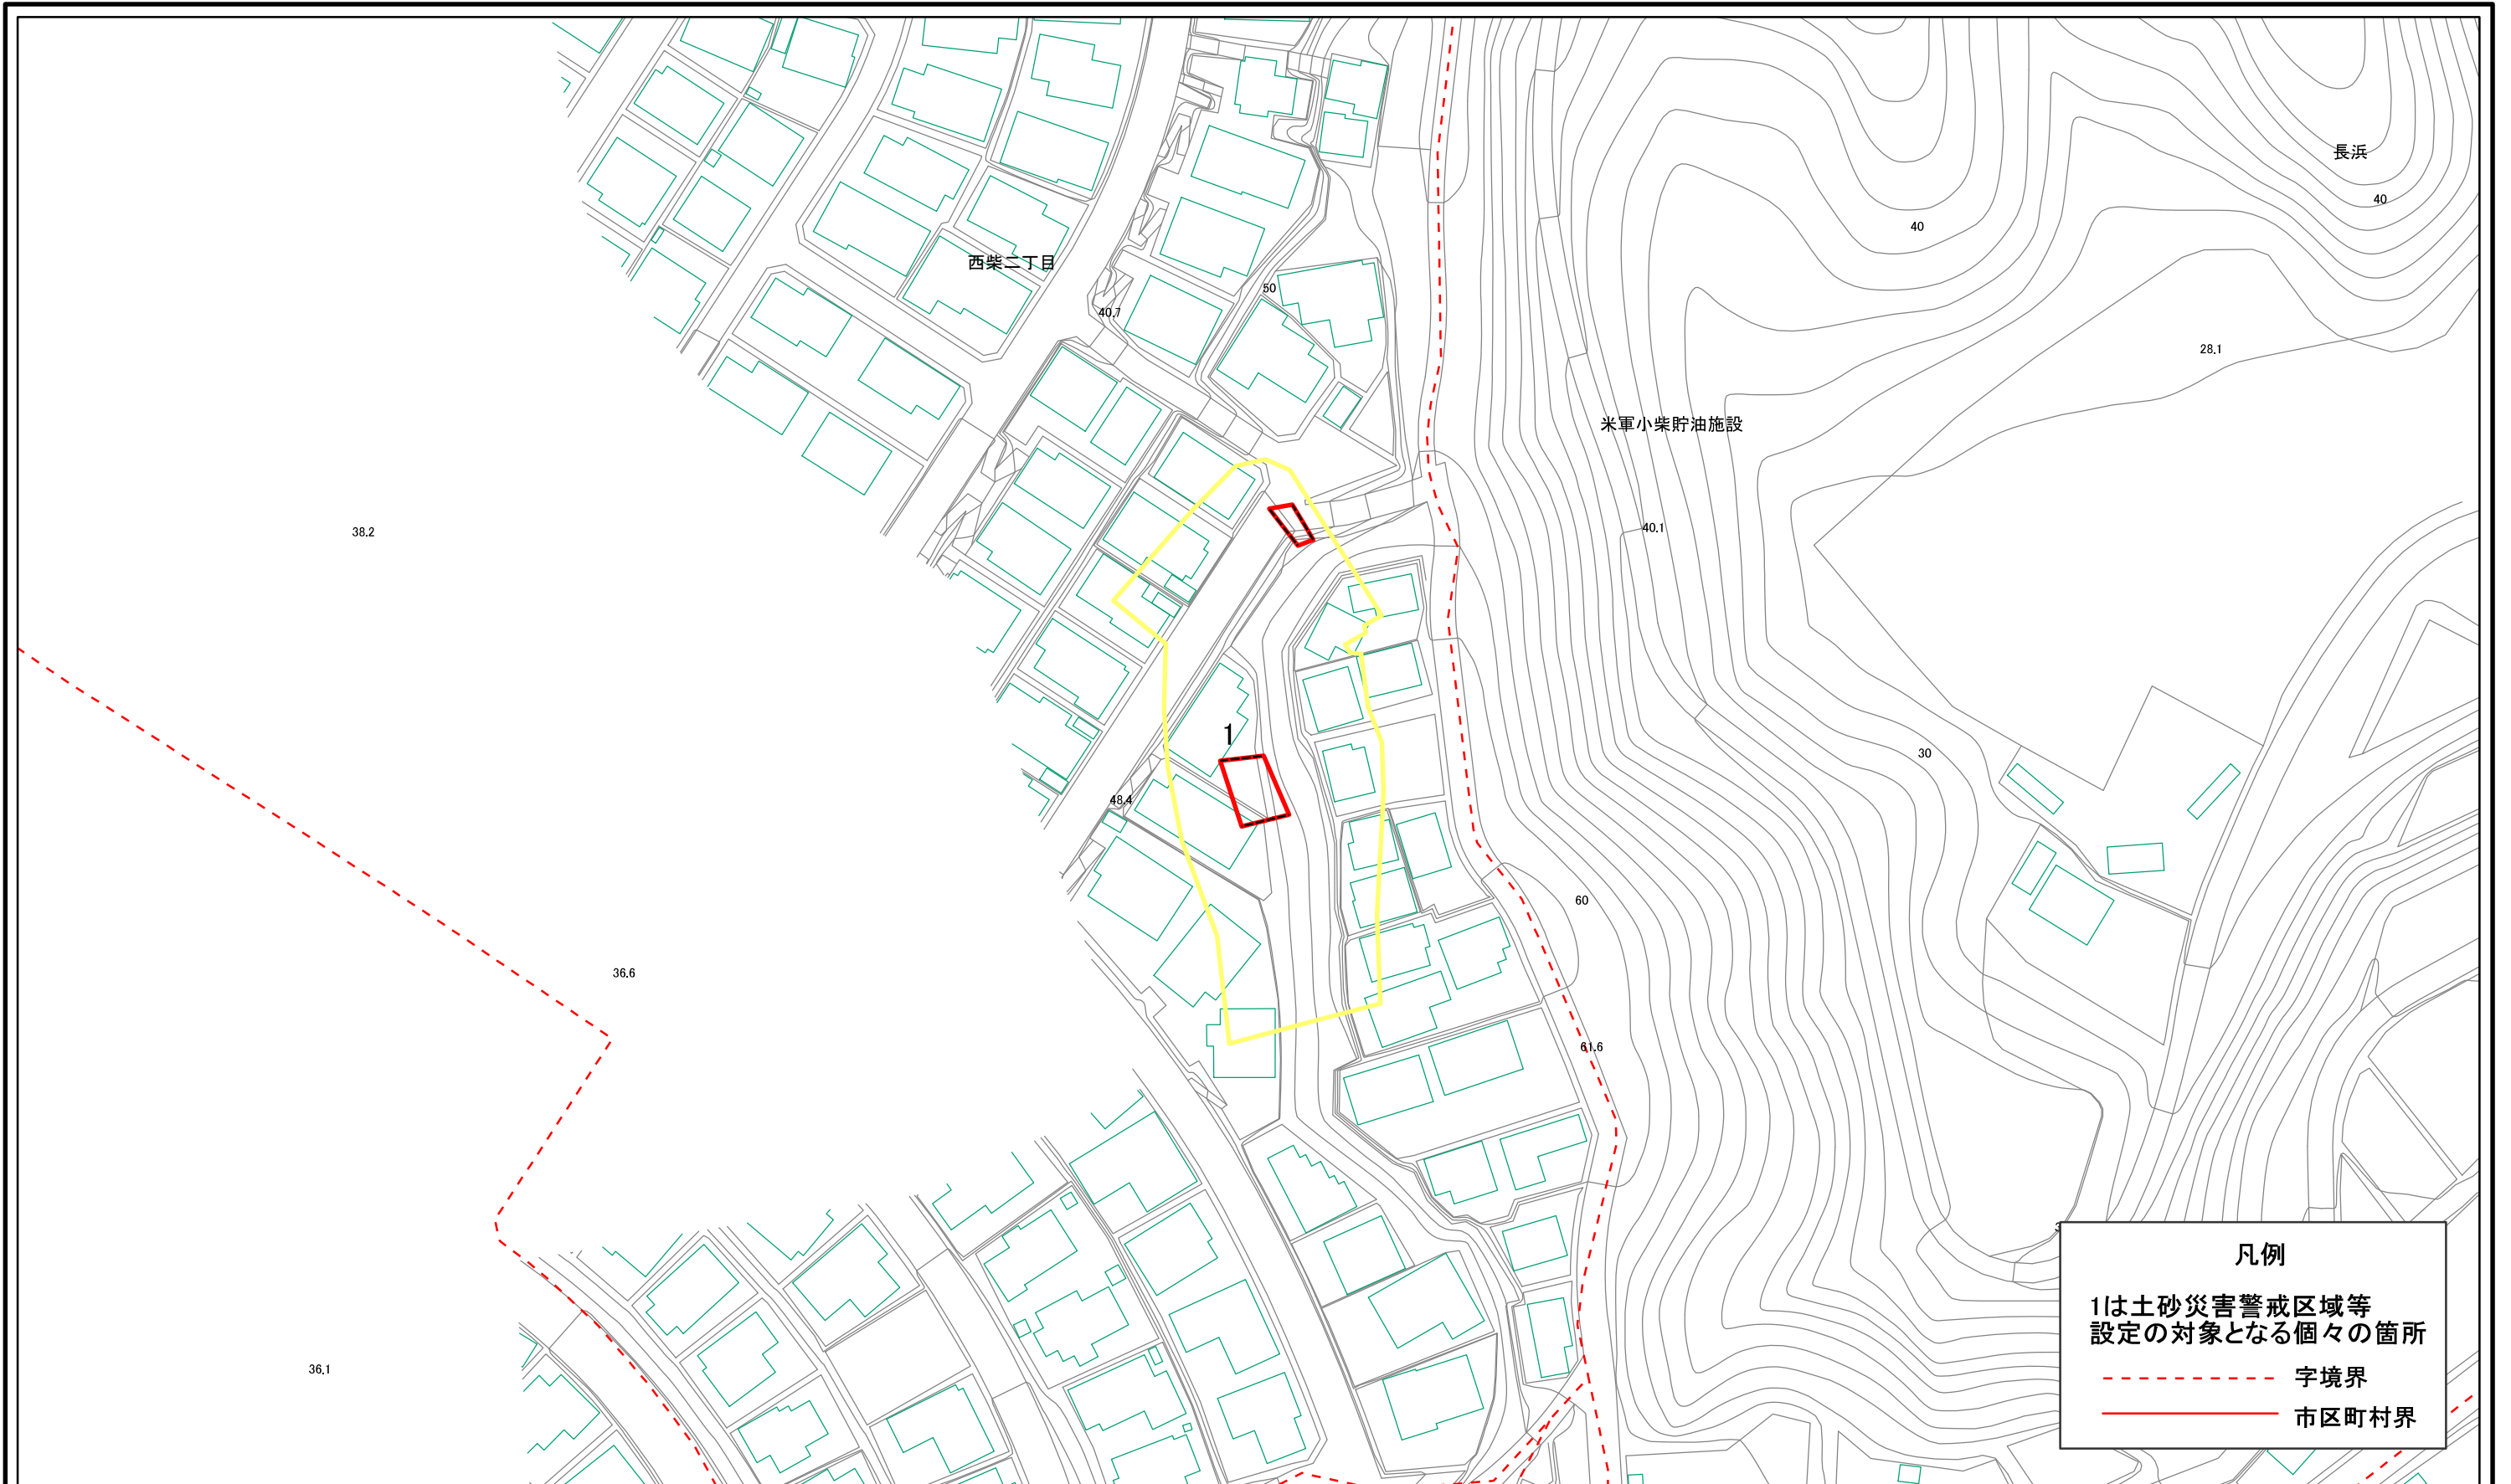 長浜
40
40
西柴二丁目
50
40.7
28.1
米軍小柴貯油施設
38.2
40.1
1
30
48.4
60
36.6
61.6
36.1
凡例
1は土砂災害警戒区域等
設定の対象となる個々の箇所
字境界
市区町村界